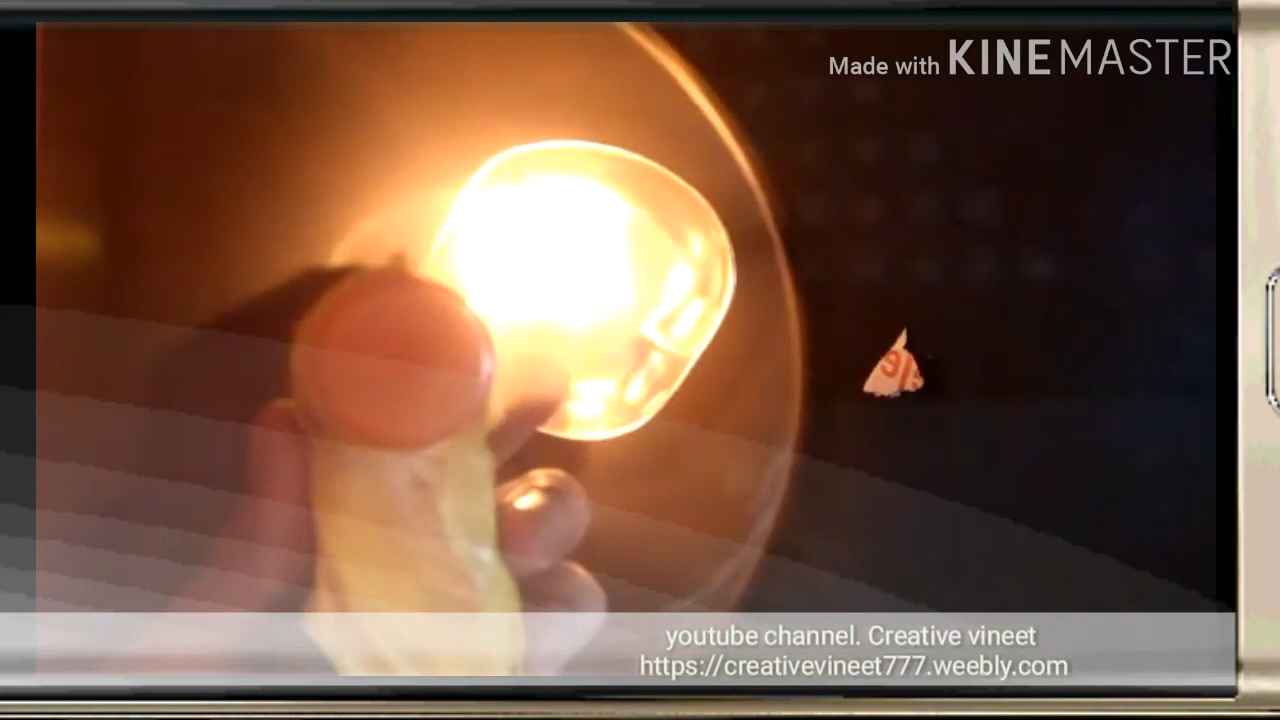 Made with KINEMASTER
youtube channel. Creative vineet
https://creativevineet777.weebly.com